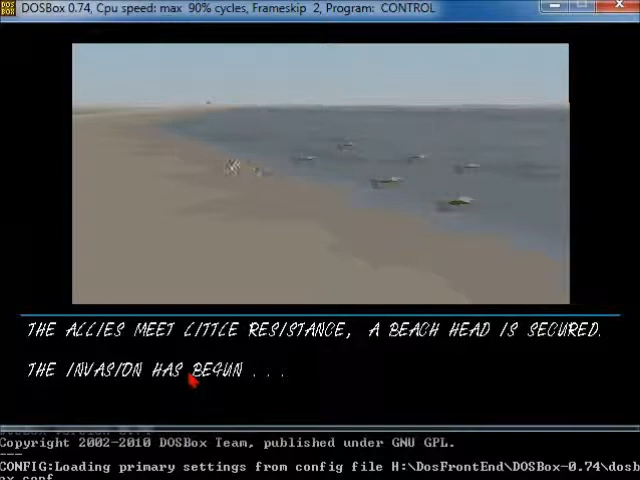 DOS
BOX
DOSBox 0.74, Cpu speed: max 90% cycles, Frameskip 2, Program: CONTROL
THE ALLIES MEET LITTLE RESISTANCE, A BEACH HEAD IS SECURED.
THE INVASION HAS BEGUN . . .
Copyright 2002-2010 DOSBox Team, published under GNU GPL.
---
CONFIG:Loading primary settings from config file H:\DosFrontEnd\DOSBox-0.74\dosb
ox.conf